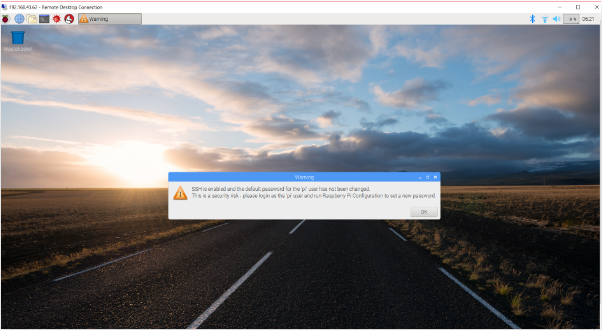 192.168.43.62 - Remote Desktop Connection
Warning
06:21
Wastebasket
Warning
SSH is enabled and the default password for the 'pi' user has not been changed.
This is a security risk - please login as the 'pi' user and run Raspberry Pi Configuration to set a new password.
OK